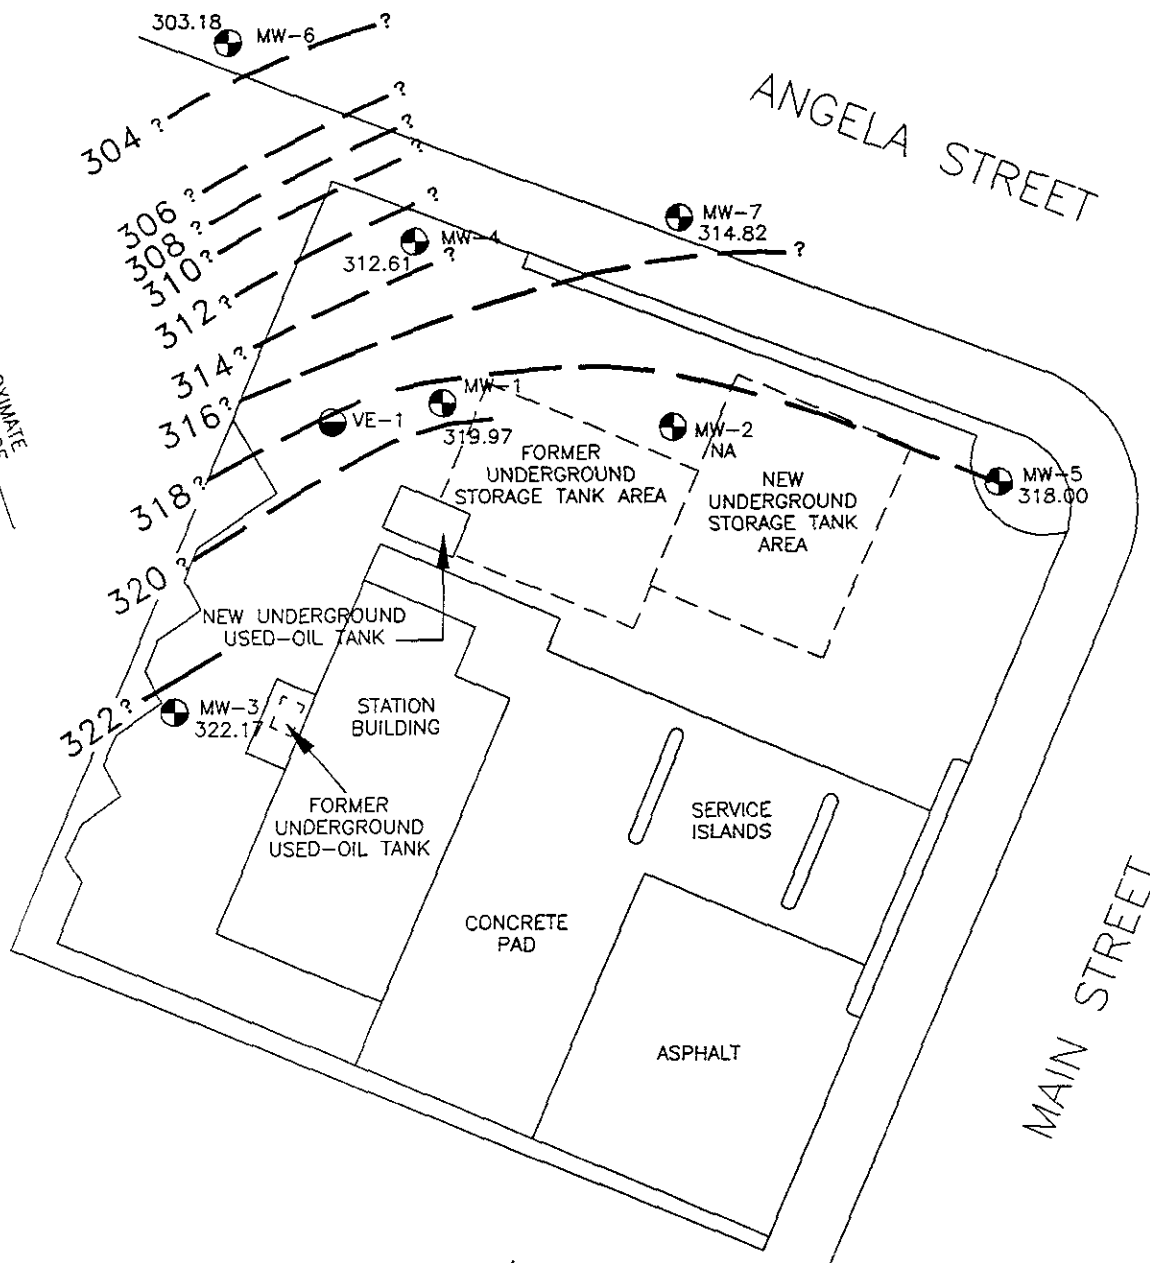 303.18
MW-6
?
304 ?
ANGELA STREET
?
?
?
306 ?
308 ?
310 ?
312 ?
?
MW-4
312.61
?
MW-7
314.82
?
314 ?
316 ?
MW-1
319.97
VE-1
MW-2
NA
FORMER
UNDERGROUND
STORAGE TANK AREA
NEW
UNDERGROUND
STORAGE TANK
AREA
MW-5
318.00
318 ?
320 ?
NEW UNDERGROUND
USED-OIL TANK
322 ?
MW-3
322.17
STATION
BUILDING
FORMER
UNDERGROUND
USED-OIL TANK
SERVICE
ISLANDS
CONCRETE
PAD
ASPHALT
MAIN STREET